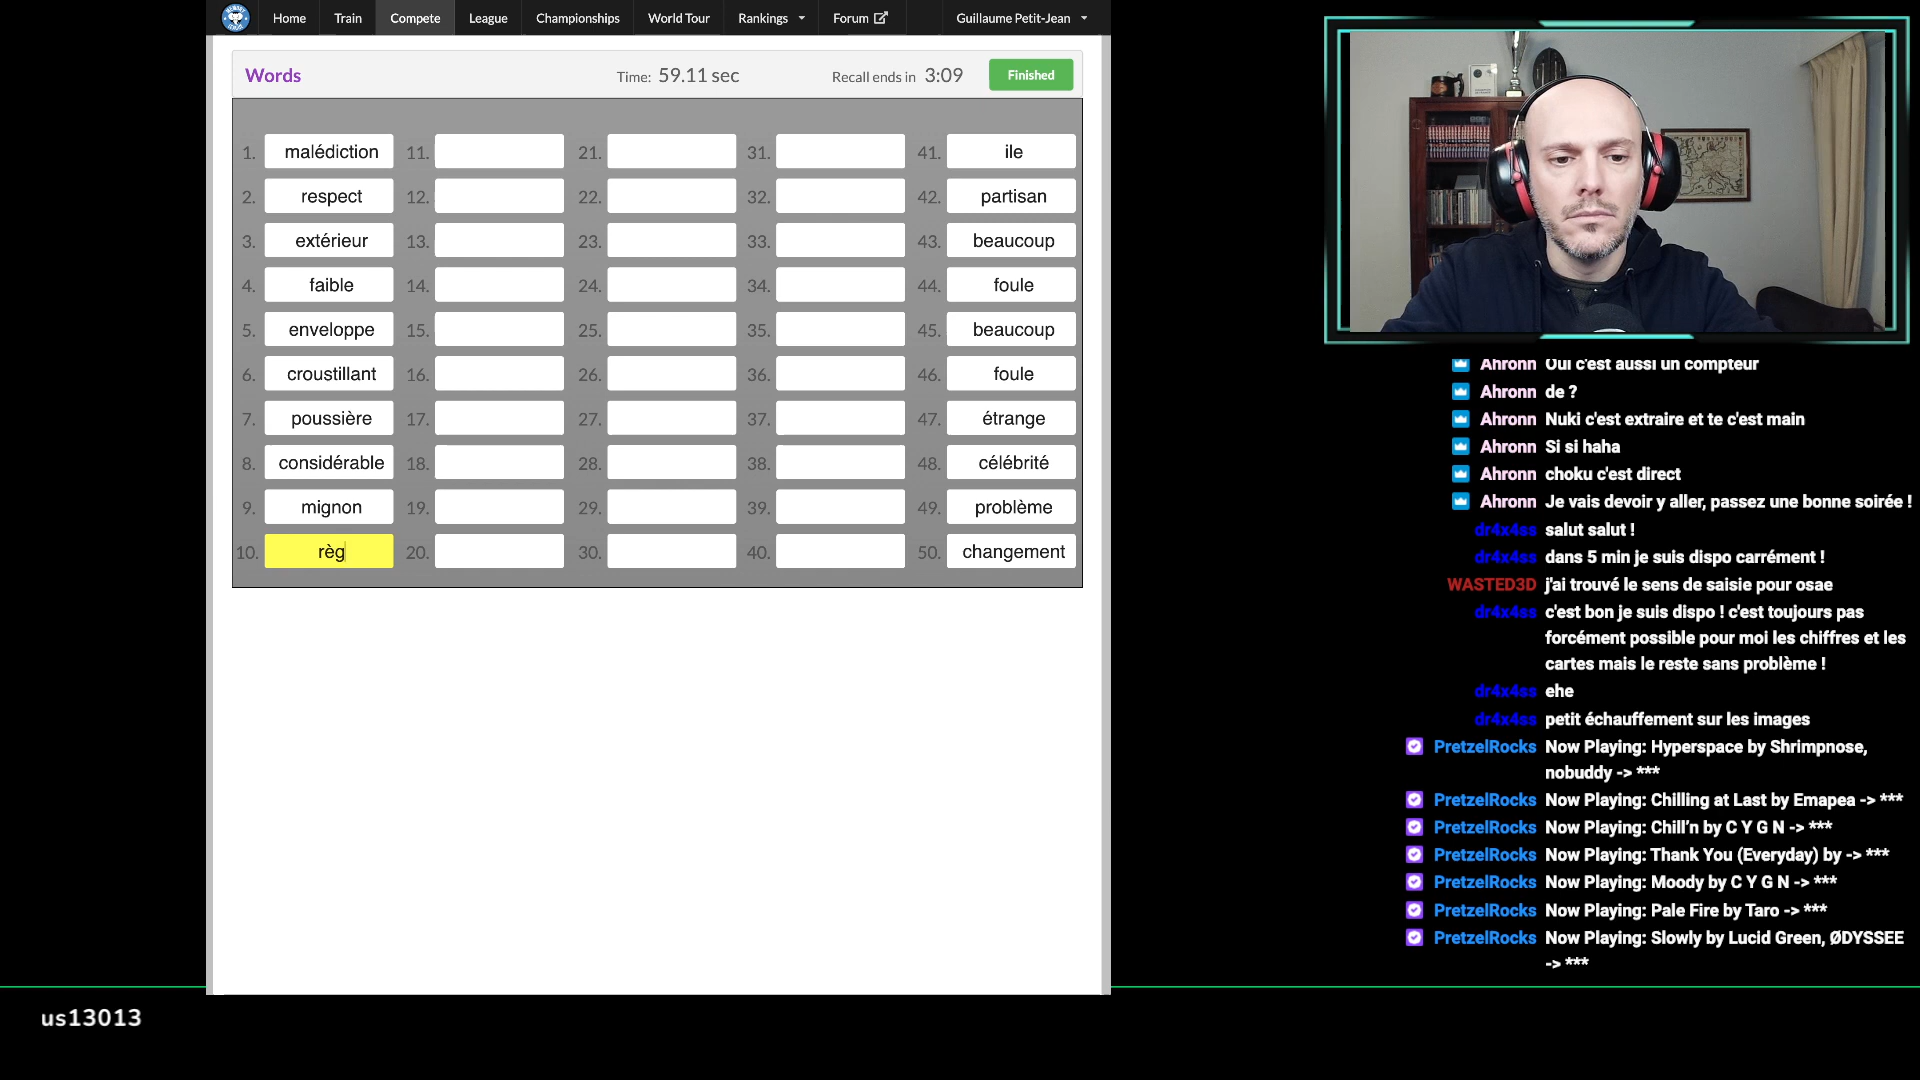 Home Train Compete League Championships World Tour Rankings Forum Guillaume Petit-Jean
Words Time: 59.11 sec Recall ends in 3:09 Finished
1. malédiction 11. 21. 31. 41. ile
2. respect 12. 22. 32. 42. partisan
3. extérieur 13. 23. 33. 43. beaucoup
4. faible 14. 24. 34. 44. foule
5. enveloppe 15. 25. 35. 45. beaucoup
6. croustillant 16. 26. 36. 46. foule
7. poussière 17. 27. 37. 47. étrange
8. considérable 18. 28. 38. 48. célébrité
9. mignon 19. 29. 39. 49. problème
10. règ 20. 30. 40. 50. changement
Ahronn Oui c'est aussi un compteur
Ahronn de ?
Ahronn Nuki c'est extraire et te c'est main
Ahronn Si si haha
Ahronn choku c'est direct
Ahronn Je vais devoir y aller, passez une bonne soirée !
dr4x4ss salut salut !
dr4x4ss dans 5 min je suis dispo carrément !
WASTED3D j'ai trouvé le sens de saisie pour osae
dr4x4ss c'est bon je suis dispo ! c'est toujours pas
forcément possible pour moi les chiffres et les
cartes mais le reste sans problème !
dr4x4ss ehe
dr4x4ss petit échauffement sur les images
PretzelRocks Now Playing: Hyperspace by Shrimpnose,
nobuddy -> ***
PretzelRocks Now Playing: Chilling at Last by Emapea -> ***
PretzelRocks Now Playing: Chill'n by C Y G N -> ***
PretzelRocks Now Playing: Thank You (Everyday) by -> ***
PretzelRocks Now Playing: Moody by C Y G N -> ***
PretzelRocks Now Playing: Pale Fire by Taro -> ***
PretzelRocks Now Playing: Slowly by Lucid Green, ØDYSSEE
-> ***
us13013